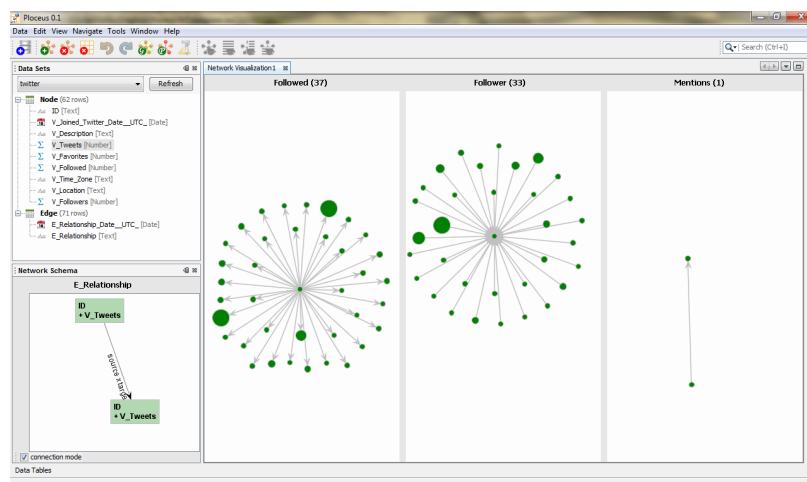 Ploceus 0.1
Data Edit View Navigate Tools Window Help
Search (Ctrl+I)
Data Sets
twitter
Refresh
Node (62 rows)
ID [Text]
V_Joined_Twitter_Date__UTC_ [Date]
V_Description [Text]
V_Tweets [Number]
V_Favorites [Number]
V_Followed [Number]
V_Time_Zone [Text]
V_Location [Text]
V_Followers [Number]
Edge (71 rows)
E_Relationship_Date__UTC_ [Date]
E_Relationship [Text]
Network Schema
E_Relationship
ID
+ V_Tweets
source x targe
ID
+ V_Tweets
connection mode
Data Tables
Network Visualization1
Followed (37)
Follower (33)
Mentions (1)